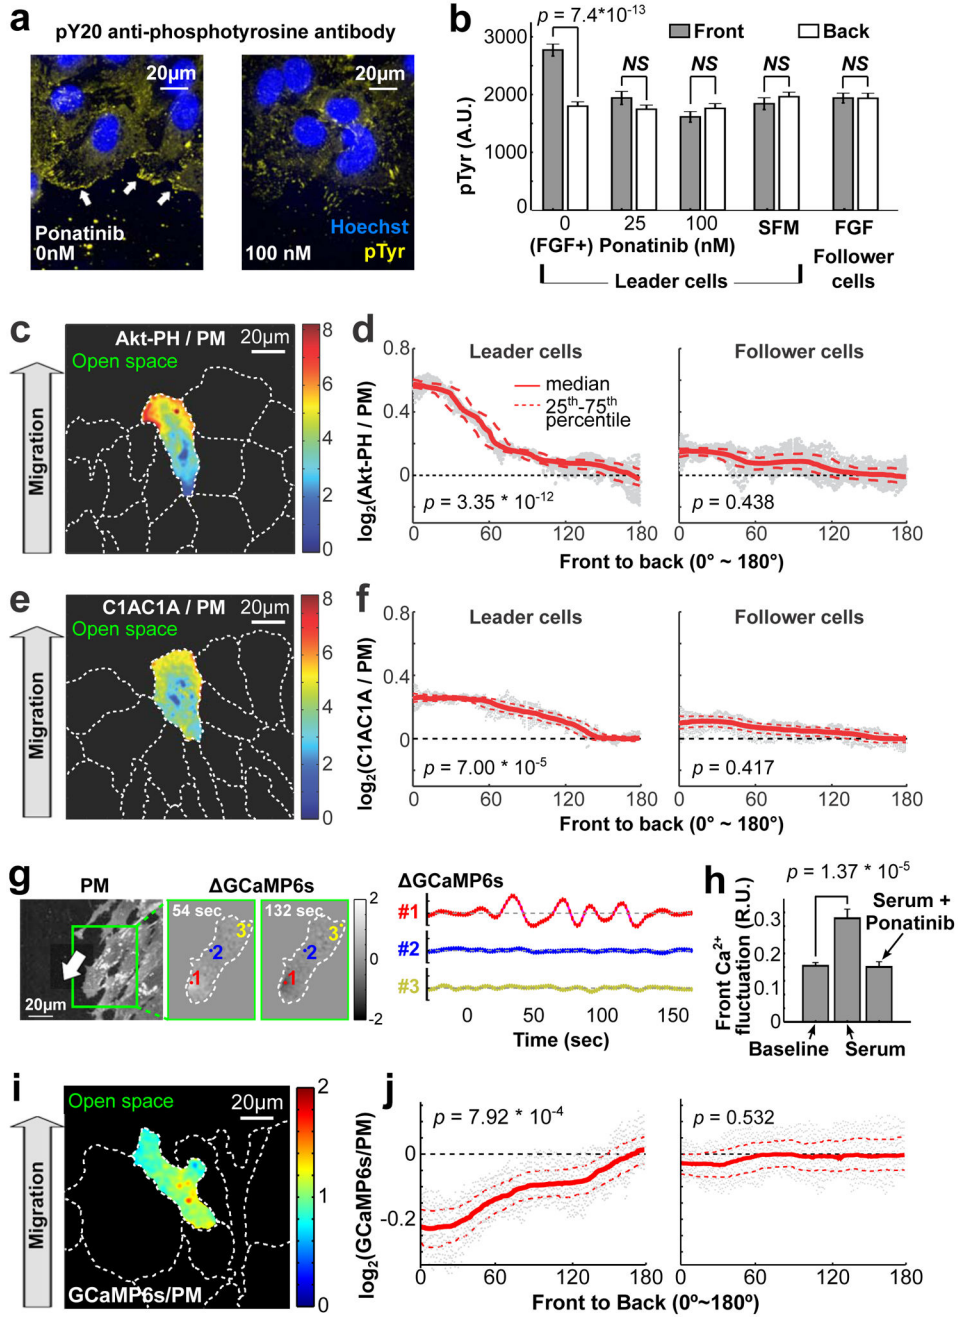 a
pY20 anti-phosphotyrosine antibody
20μm
20μm
Ponatinib
0nM
Hoechst
100 nM
pTyr
b
p = 7.4*10-13
Front
Back
NS
NS
NS
NS
3000
2000
1000
0
pTyr (A.U.)
0
25
100
SFM
FGF
(FGF+)
Ponatinib (nM)
Leader cells
Follower
cells
c
Akt-PH / PM
20μm
Open space
Migration
8
6
4
2
0
d
Leader cells
Follower cells
median
25th-75th
percentile
0.8
0.4
0
log2(Akt-PH / PM)
p = 3.35 * 10-12
p = 0.438
0
60
120
180
60
120
180
Front to back (0° ~ 180°)
e
C1AC1A / PM
20μm
Open space
Migration
8
6
4
2
0
f
Leader cells
Follower cells
0.8
0.4
0
log2(C1AC1A / PM)
p = 7.00 * 10-5
p = 0.417
0
60
120
180
60
120
180
Front to back (0° ~ 180°)
g
PM
ΔGCaMP6s
20μm
54 sec
132 sec
1
2
3
1
2
3
2
0
-2
ΔGCaMP6s
#1
#2
#3
0
50
100
150
Time (sec)
h
p = 1.37 * 10-5
Serum +
Ponatinib
0.3
0.2
0.1
0
Front Ca2+
fluctuation (R.U.)
Baseline
Serum
i
Open space
20μm
Migration
GCaMP6s/PM
2
1
0
j
p = 7.92 * 10-4
p = 0.532
0
-0.2
log2(GCaMP6s/PM)
0
60
120
180
0
60
120
180
Front to Back (0º~180º)